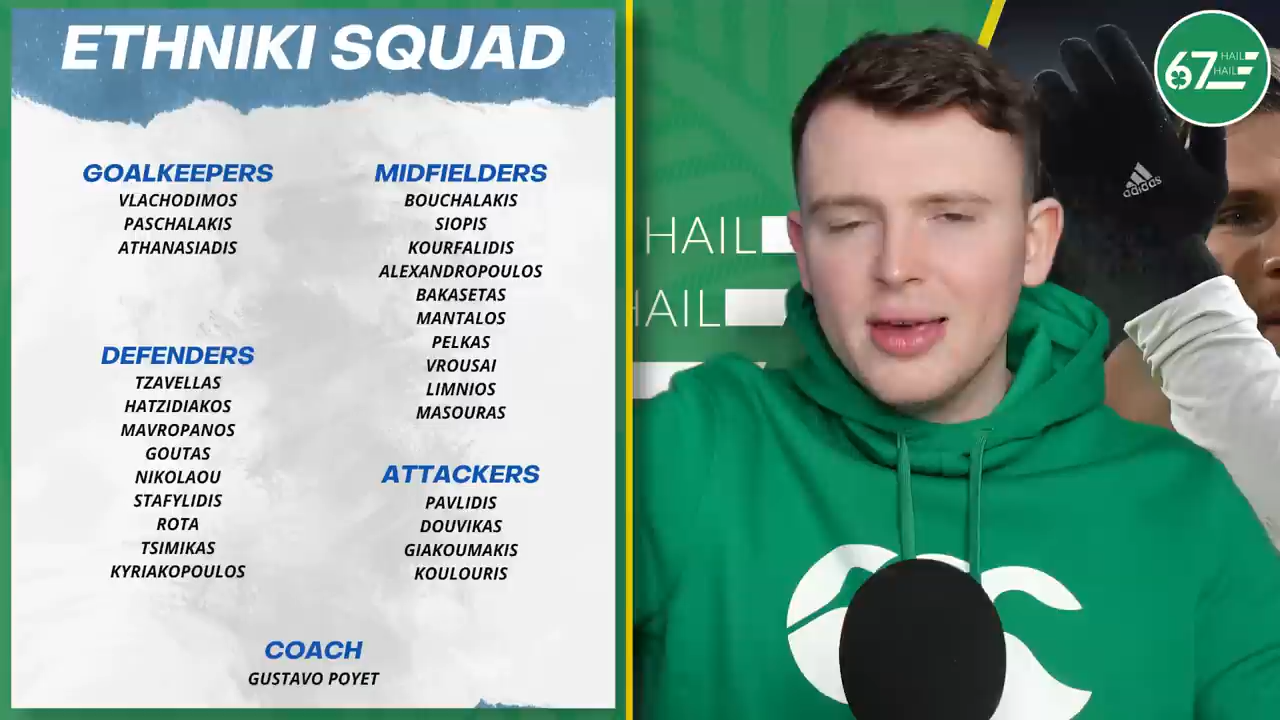 ETHNIKI SQUAD
GOALKEEPERS
VLACHODIMOS
PASCHALAKIS
ATHANASIADIS
DEFENDERS
TZAVELLAS
HATZIDIAKOS
MAVROPANOS
GOUTAS
NIKOLAOU
STAFYLIDIS
ROTA
TSIMIKAS
KYRIAKOPOULOS
MIDFIELDERS
BOUCHALAKIS
SIOPIS
KOURFALIDIS
ALEXANDROPOULOS
BAKASETAS
MANTALOS
PELKAS
VROUSAI
LIMNIOS
MASOURAS
ATTACKERS
PAVLIDIS
DOUVIKAS
GIAKOUMAKIS
KOULOURIS
COACH
GUSTAVO POYET
HAIL
HAIL
adidas
67 HAIL
HAIL